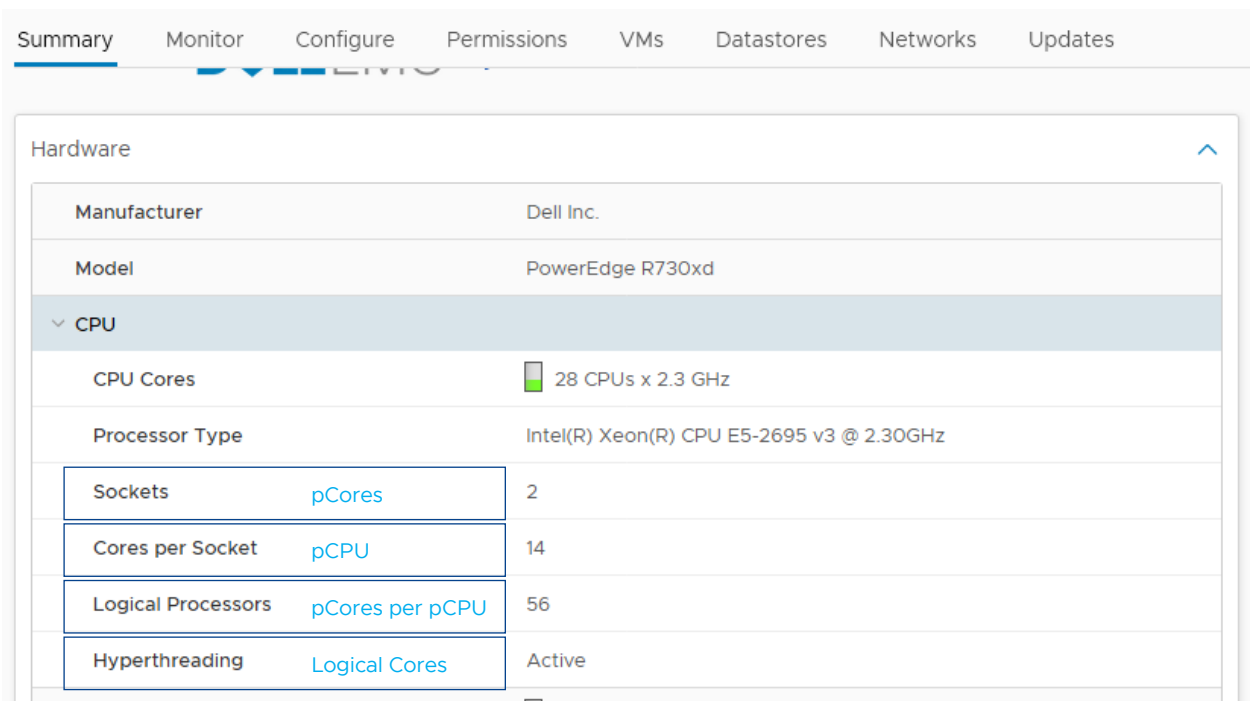 Summary Monitor Configure Permissions VMs Datastores Networks Updates
Hardware
Manufacturer Dell Inc.
Model PowerEdge R730xd
CPU
CPU Cores 28 CPUs x 2.3 GHz
Processor Type Intel(R) Xeon(R) CPU E5-2695 v3 @ 2.30GHz
Sockets pCores 2
Cores per Socket pCPU 14
Logical Processors pCores per pCPU 56
Hyperthreading Logical Cores Active